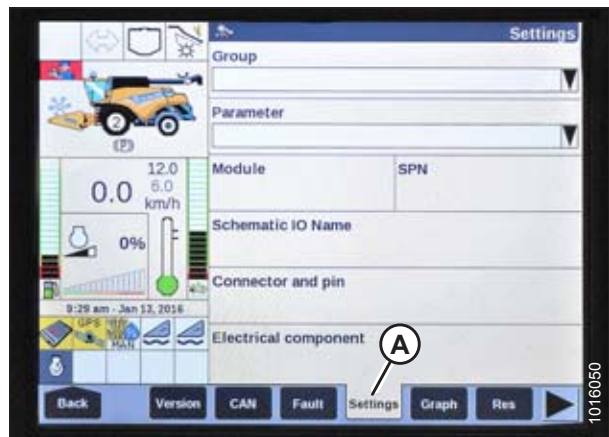 Settings
Group
Parameter
2
(P)
Module
SPN
12.0
6.0
0.0
km/h
Schematic IO Name
0%
Connector and pin
9:29 am - Jan 13, 2016
GPS
MAN
Electrical component
A
Back
Version
CAN
Fault
Settings
Graph
Res
1016050